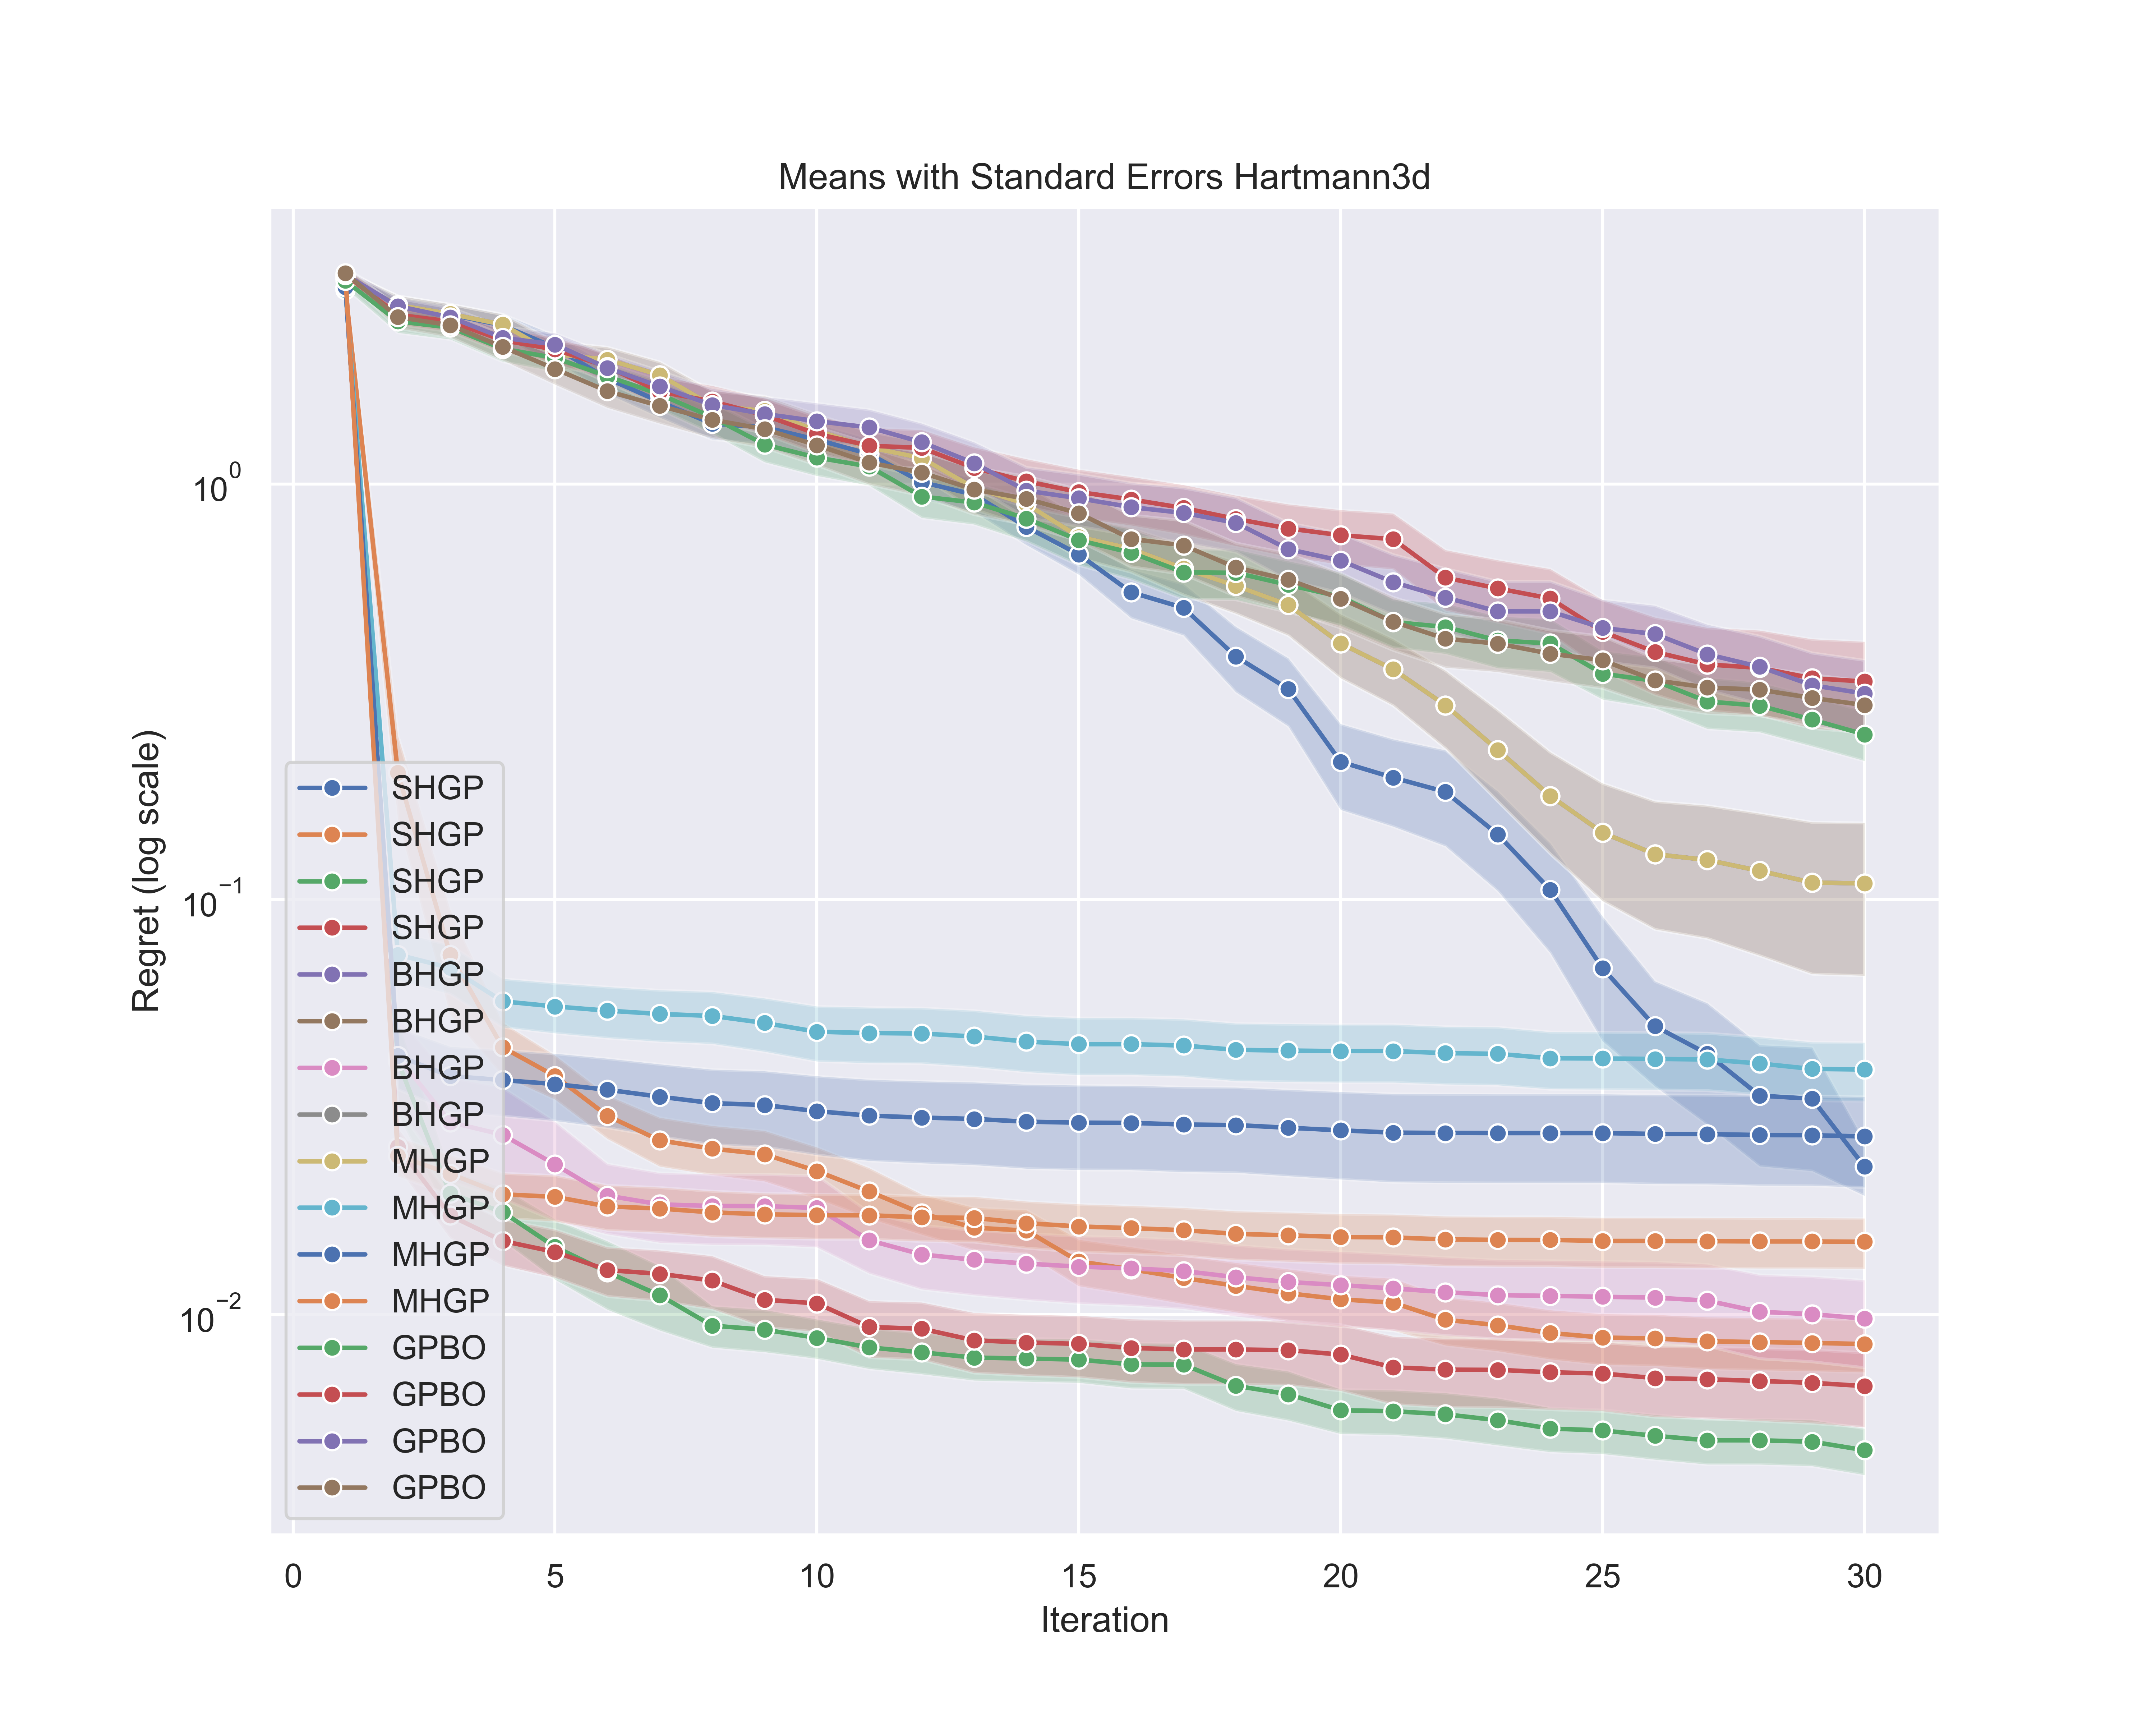 Means with Standard Errors Hartmann3d
Regret (log scale)
10^0
10^−1
10^−2
SHGP
SHGP
SHGP
SHGP
BHGP
BHGP
BHGP
BHGP
MHGP
MHGP
MHGP
MHGP
GPBO
GPBO
GPBO
GPBO
0 5 10 15 20 25 30
Iteration